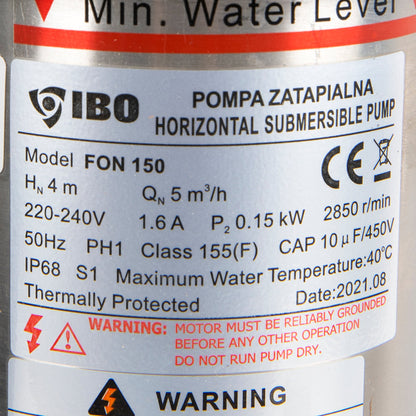 Min. Water Level
IBO
POMPA ZATAPIALNA
HORIZONTAL SUBMERSIBLE PUMP
Model FON 150
CE
HN 4 m QN 5 m³/h
220-240V 1.6 A P2 0.15 kW 2850 r/min
50Hz PH1 Class 155(F) CAP 10 μF/450V
IP68 S1 Maximum Water Temperature:40°C
Thermally Protected Date:2021.08
WARNING: MOTOR MUST BE RELIABLY GROUNDED
BEFORE ANY OTHER OPERATION
DO NOT RUN PUMP DRY.
WARNING